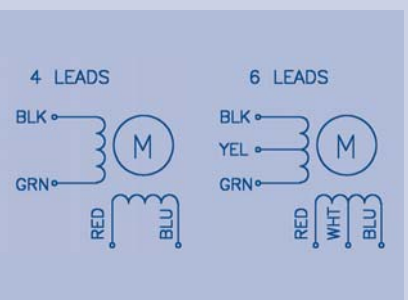 4 LEADS
BLK
GRN
M
RED
BLU
6 LEADS
BLK
YEL
GRN
M
RED
WHT
BLU